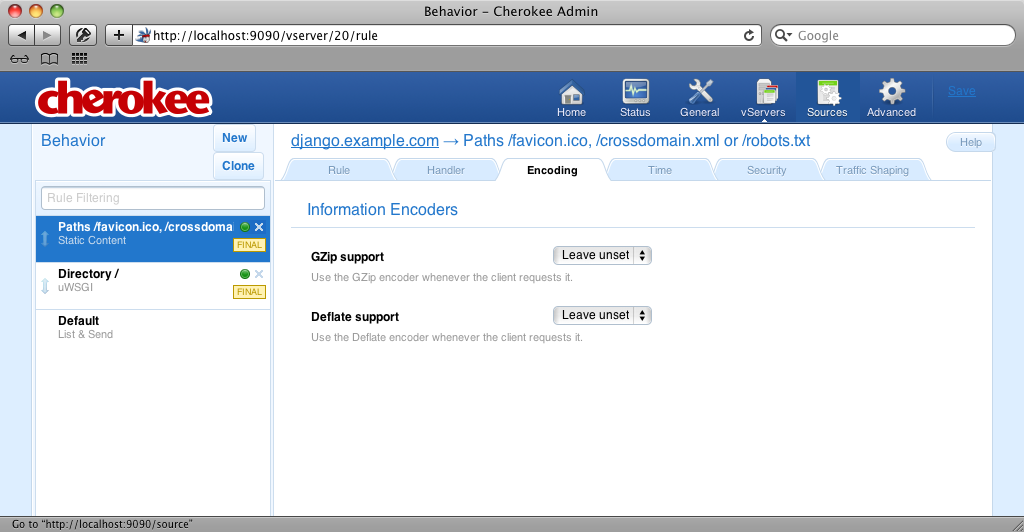 Behavior – Cherokee Admin
http://localhost:9090/vserver/20/rule
Google
cherokee
Home
Status
General
vServers
Sources
Advanced
Save
Behavior
New
Clone
django.example.com → Paths /favicon.ico, /crossdomain.xml or /robots.txt
Help
Rule
Handler
Encoding
Time
Security
Traffic Shaping
Rule Filtering
Paths /favicon.ico, /crossdoma
Static Content
FINAL
Directory /
uWSGI
FINAL
Default
List & Send
Information Encoders
GZip support
Leave unset
Use the GZip encoder whenever the client requests it.
Deflate support
Leave unset
Use the Deflate encoder whenever the client requests it.
Go to “http://localhost:9090/source”